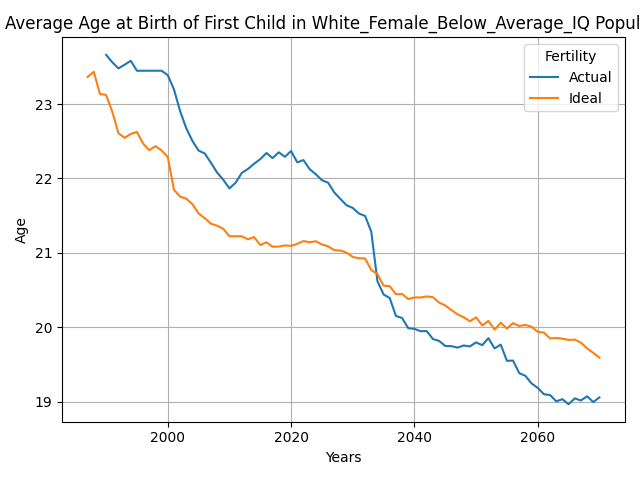 Average Age at Birth of First Child in White_Female_Below_Average_IQ Popul
Fertility
Actual
Ideal
Age
23
22
21
20
19
2000 2020 2040 2060
Years